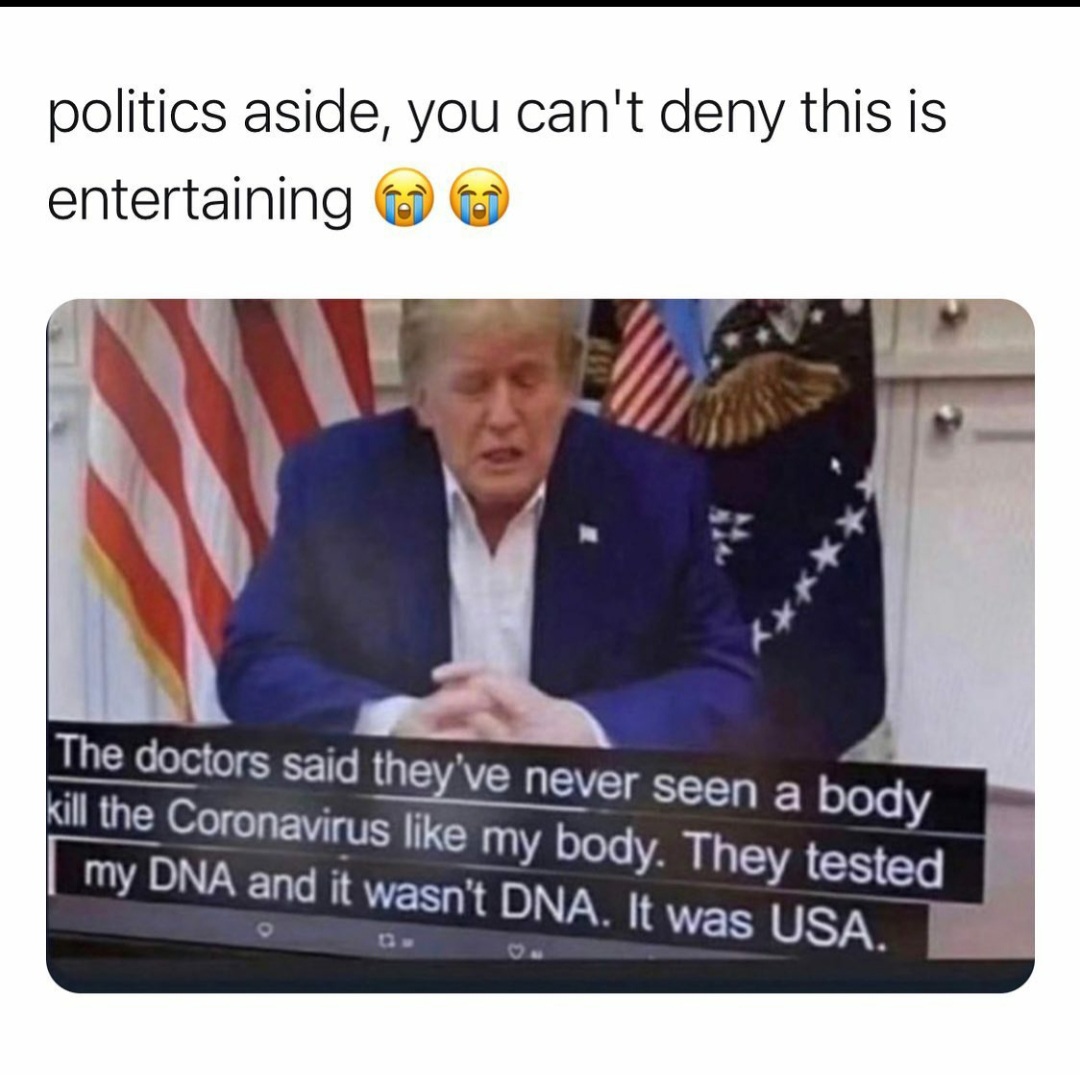 politics aside, you can't deny this is
entertaining 😭 😭
The doctors said they've never seen a body
kill the Coronavirus like my body. They tested
my DNA and it wasn't DNA. It was USA.